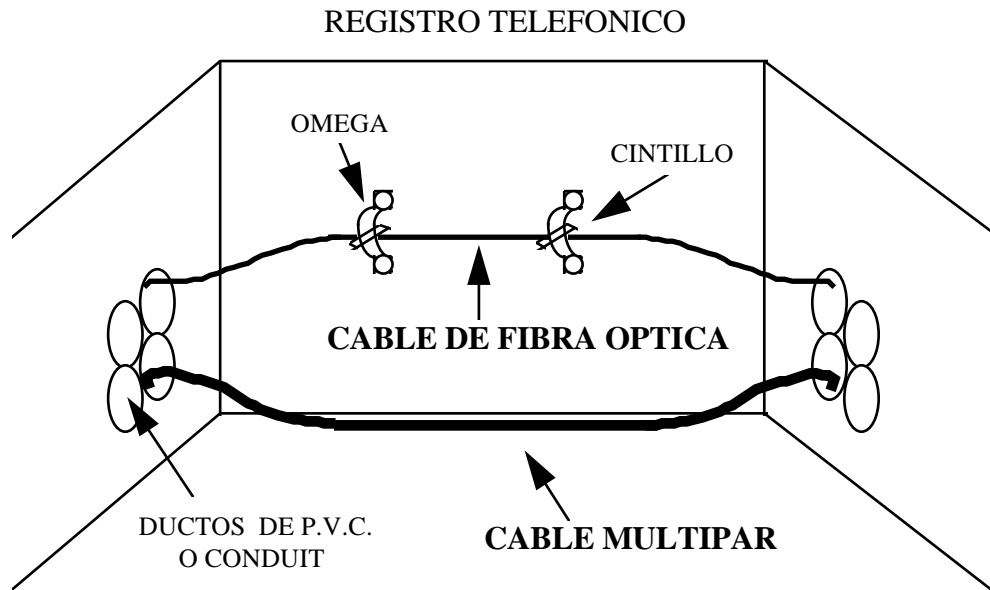 REGISTRO TELEFONICO
OMEGA
CINTILLO
CABLE DE FIBRA OPTICA
DUCTOS DE P.V.C.
O CONDUIT
CABLE MULTIPAR